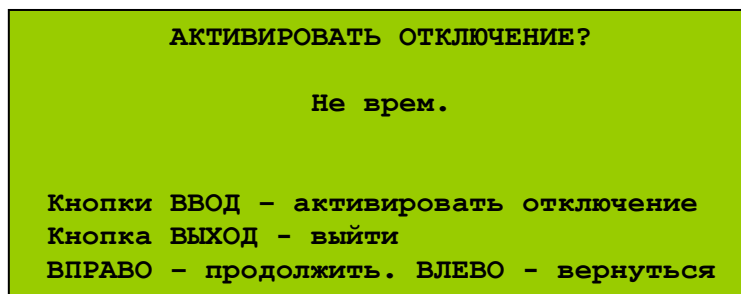 АКТИВИРОВАТЬ ОТКЛЮЧЕНИЕ?
Не врем.
Кнопки ВВОД – активировать отключение
Кнопка ВЫХОД - выйти
ВПРАВО – продолжить. ВЛЕВО - вернуться